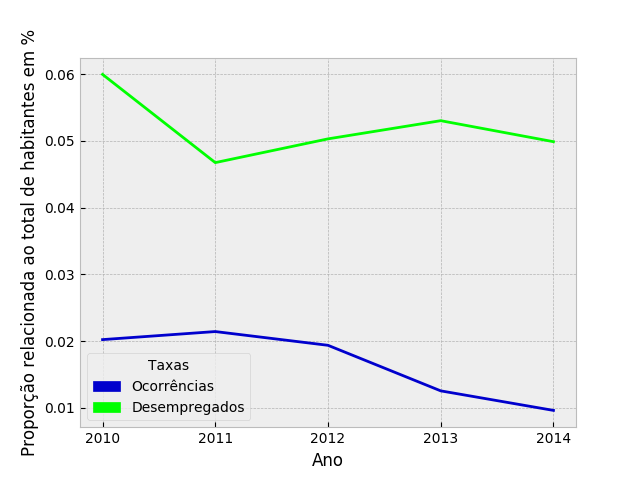 Proporção relacionada ao total de habitantes em %
0.06
0.05
0.04
0.03
0.02
0.01
Taxas
Ocorrências
Desempregados
2010 2011 2012 2013 2014
Ano